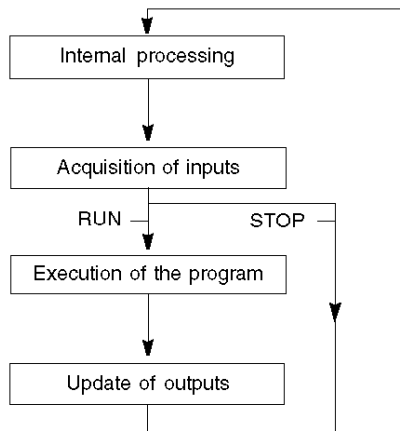 Internal processing
Acquisition of inputs
RUN
STOP
Execution of the program
Update of outputs